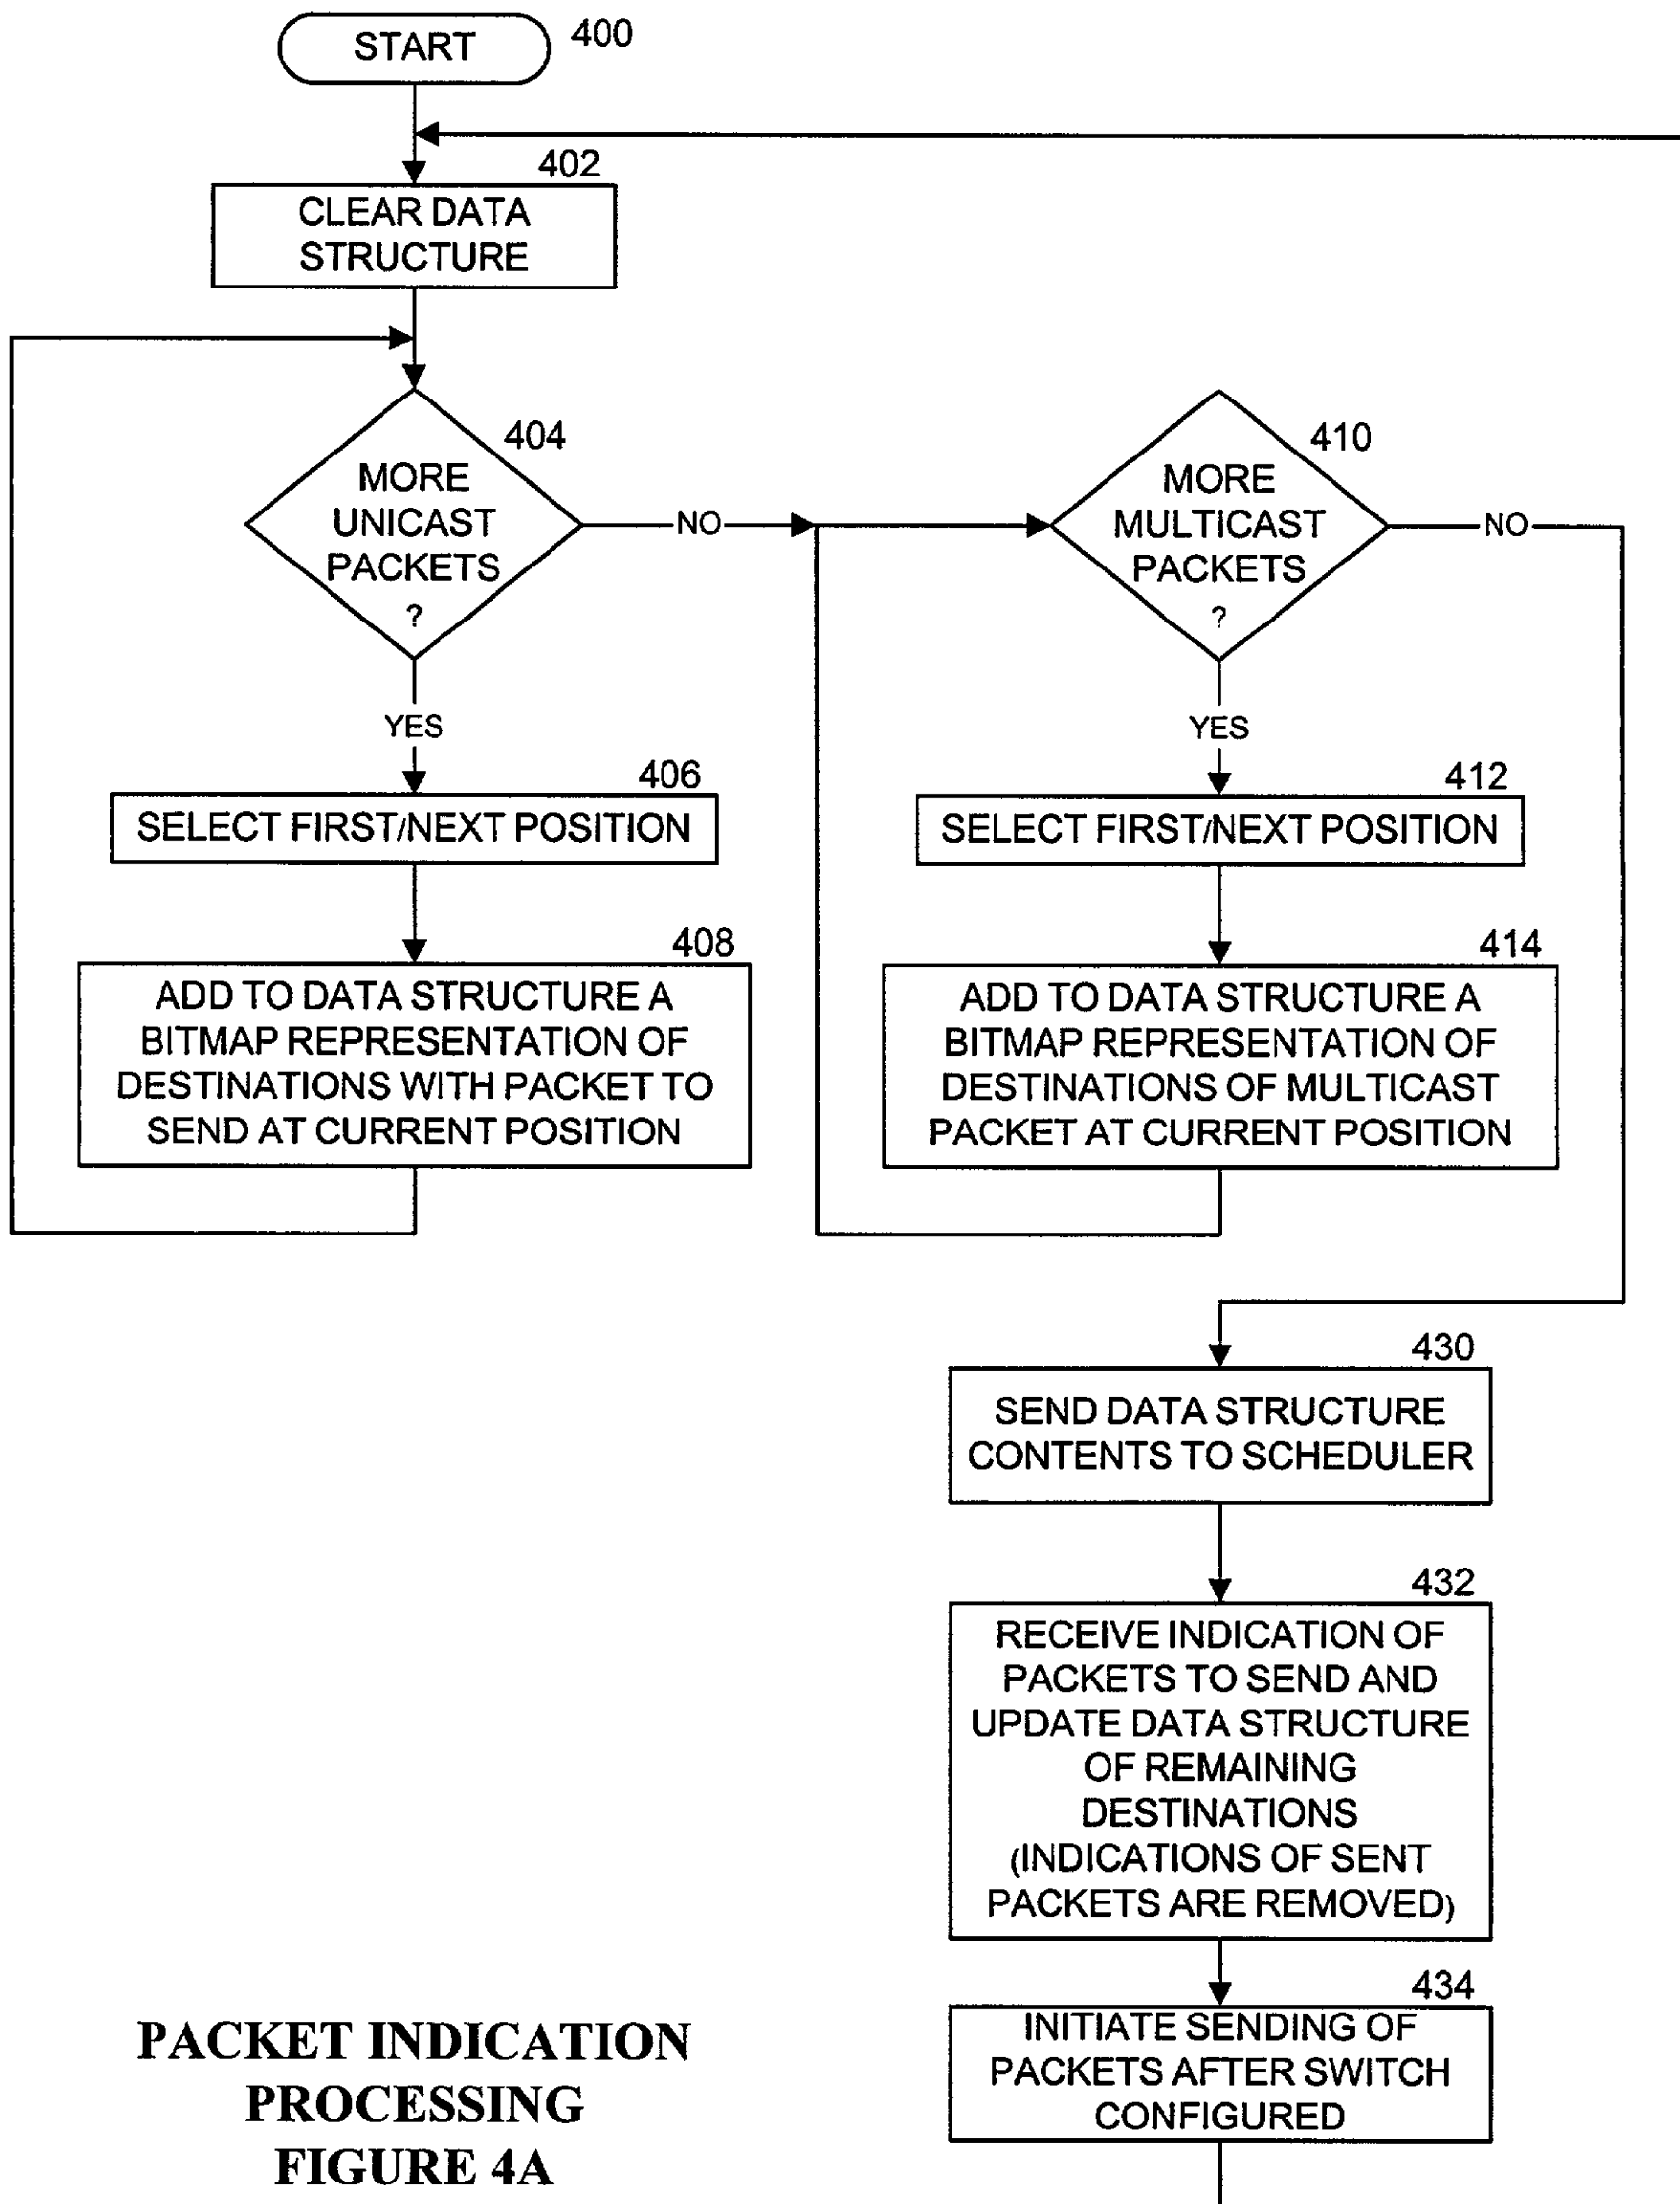 START
400
402
CLEAR DATA
STRUCTURE
404
MORE
UNICAST
PACKETS
?
NO
YES
406
SELECT FIRST/NEXT POSITION
408
ADD TO DATA STRUCTURE A
BITMAP REPRESENTATION OF
DESTINATIONS WITH PACKET TO
SEND AT CURRENT POSITION
410
MORE
MULTICAST
PACKETS
?
NO
YES
412
SELECT FIRST/NEXT POSITION
414
ADD TO DATA STRUCTURE A
BITMAP REPRESENTATION OF
DESTINATIONS OF MULTICAST
PACKET AT CURRENT POSITION
430
SEND DATA STRUCTURE
CONTENTS TO SCHEDULER
432
RECEIVE INDICATION OF
PACKETS TO SEND AND
UPDATE DATA STRUCTURE
OF REMAINING
DESTINATIONS
(INDICATIONS OF SENT
PACKETS ARE REMOVED)
434
INITIATE SENDING OF
PACKETS AFTER SWITCH
CONFIGURED
PACKET INDICATION
PROCESSING
FIGURE 4A